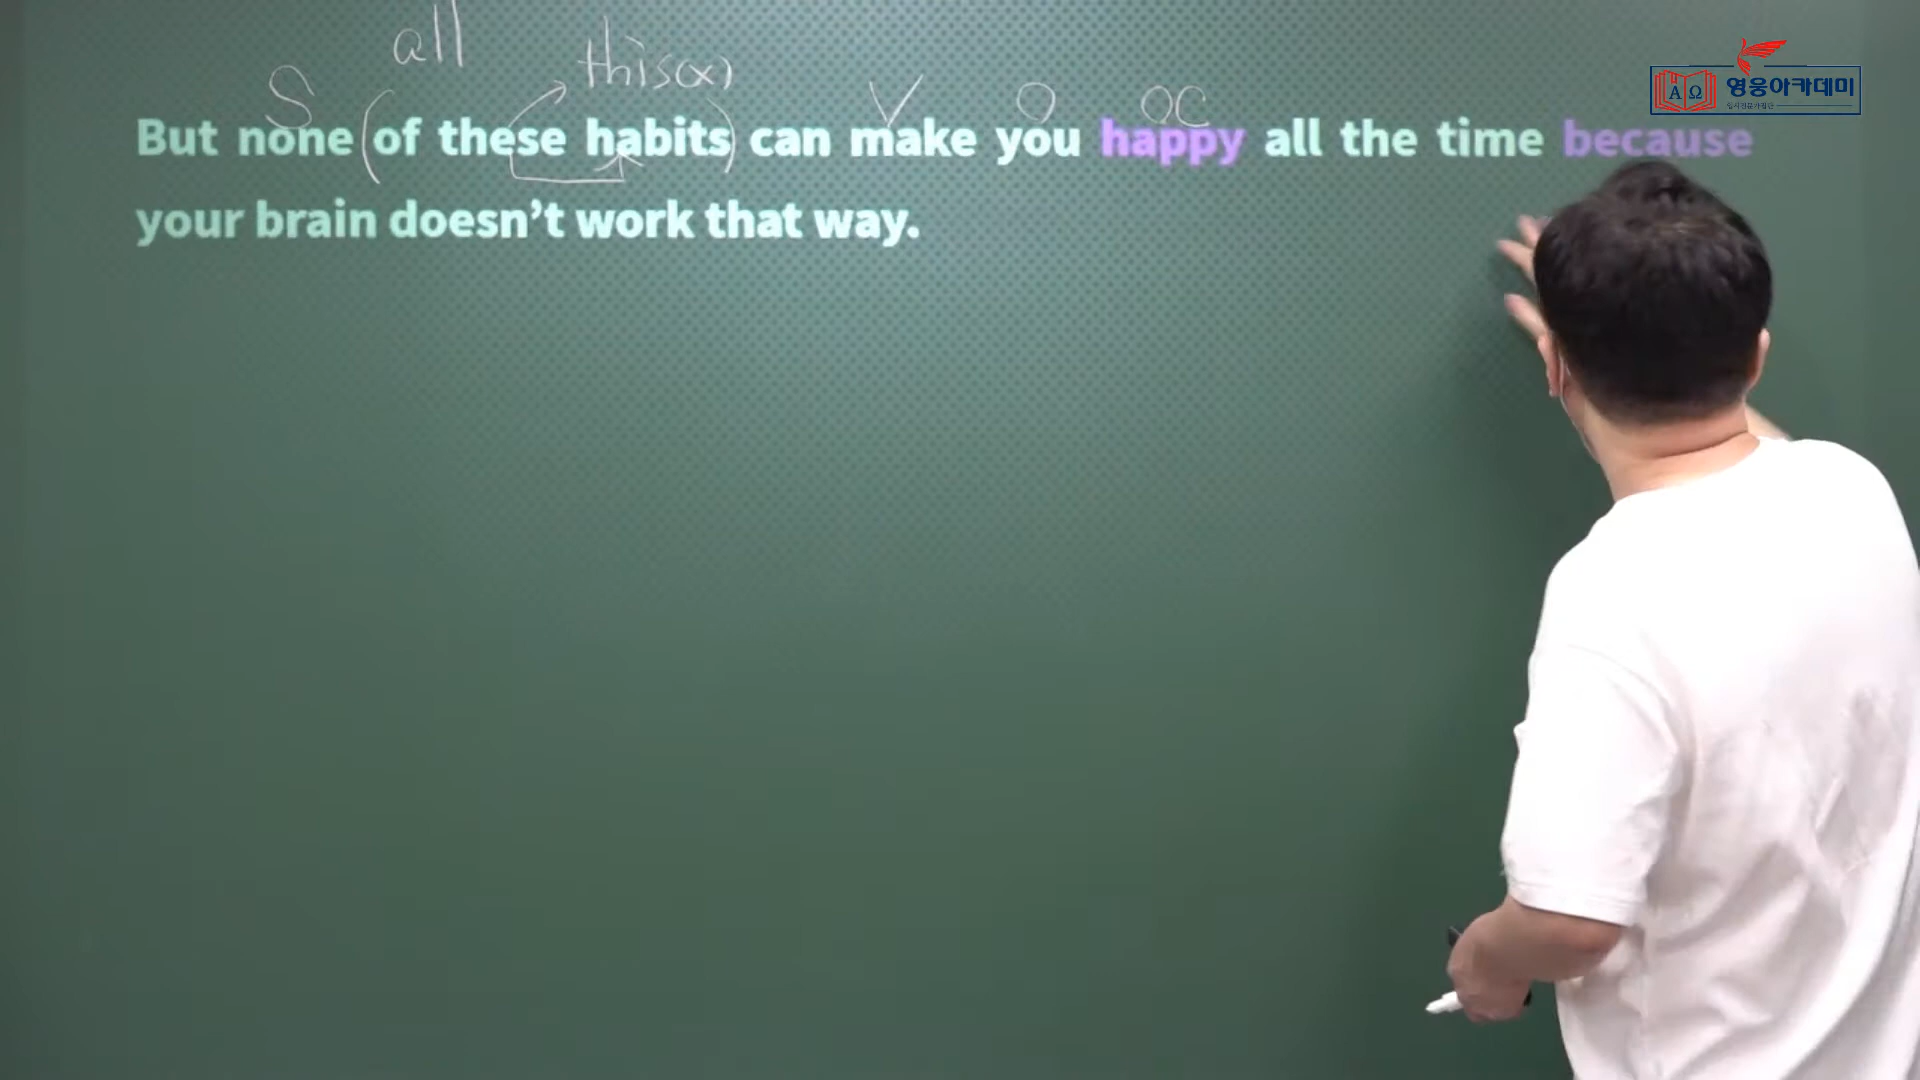 all
S this(x) V O OC
But none (of these habits) can make you happy all the time because
your brain doesn't work that way.
A Ω 영웅아카데미